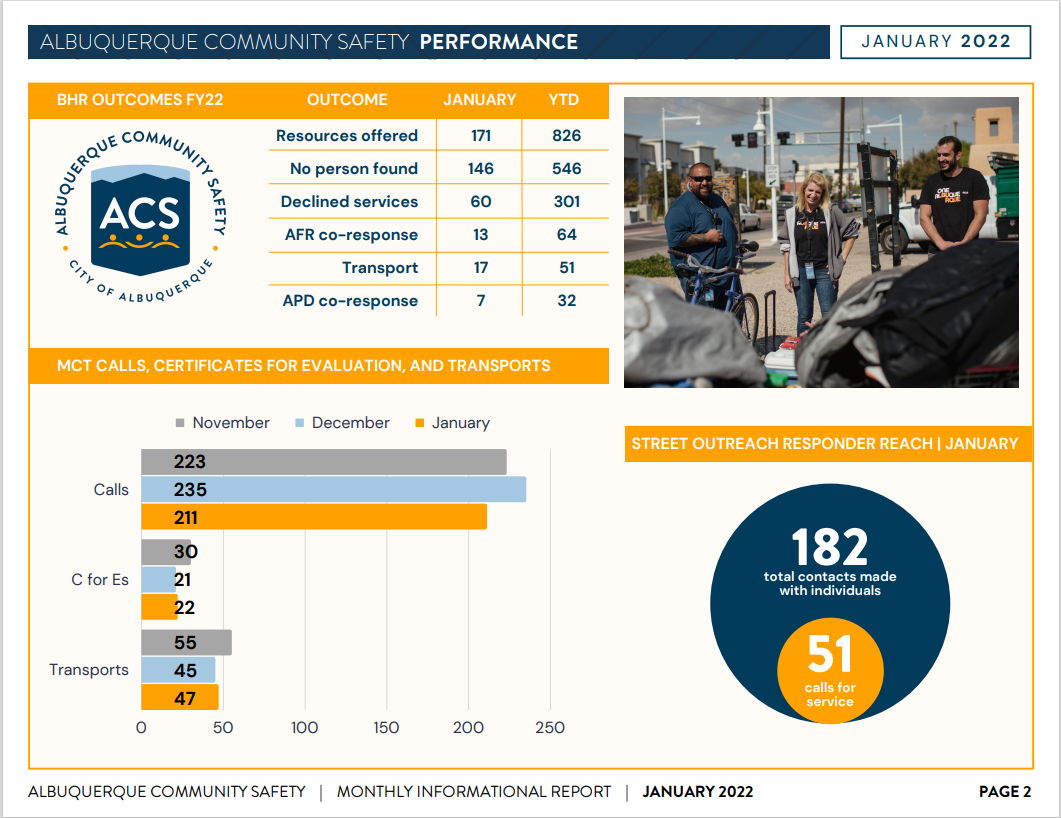 ALBUQUERQUE COMMUNITY SAFETY PERFORMANCE
JANUARY 2022
BHR OUTCOMES FY22 OUTCOME JANUARY YTD
ALBUQUERQUE COMMUNITY SAFETY
ACS
CITY OF ALBUQUERQUE
Resources offered 171 826
No person found 146 546
Declined services 60 301
AFR co-response 13 64
Transport 17 51
APD co-response 7 32
ONE
ALBUQUE
RQUE
MCT CALLS, CERTIFICATES FOR EVALUATION, AND TRANSPORTS
November December January
Calls
223
235
211
C for Es
30
21
22
Transports
55
45
47
0 50 100 150 200 250
STREET OUTREACH RESPONDER REACH | JANUARY
182
total contacts made
with individuals
51
calls for
service
ALBUQUERQUE COMMUNITY SAFETY | MONTHLY INFORMATIONAL REPORT | JANUARY 2022 PAGE 2